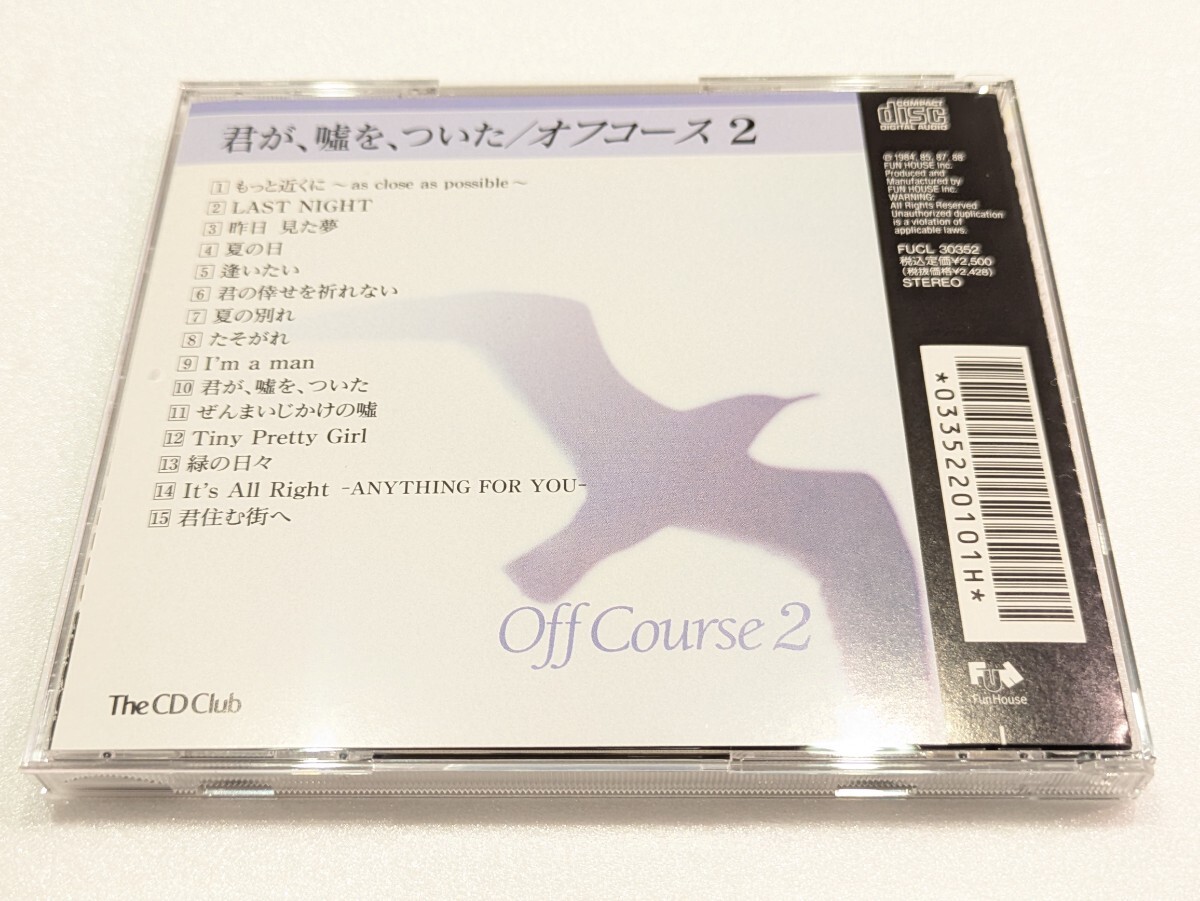 君が、嘘を、ついた/オフコース 2
1 もっと近くに ~as close as possible~
2 LAST NIGHT
3 昨日 見た夢
4 夏の日
5 逢いたい
6 君の倖せを祈れない
7 夏の別れ
8 たそがれ
9 I'm a man
10 君が、嘘を、ついた
11 ぜんまいじかけの嘘
12 Tiny Pretty Girl
13 緑の日々
14 It's All Right -ANYTHING FOR YOU-
15 君住む街へ
Off Course 2
The CD Club
COMPACT
disc
DIGITAL AUDIO
© 1984, 85, 87, 88
FUN HOUSE Inc.
Produced and
Manufactured by
FUN HOUSE Inc.
WARNING:
All Rights Reserved
Unauthorized duplication
is a violation of
applicable laws.
FUCL 30352
税込定価¥2,500
(税抜価格¥2,428)
STEREO
*0335220101H*
FUN
FunHouse